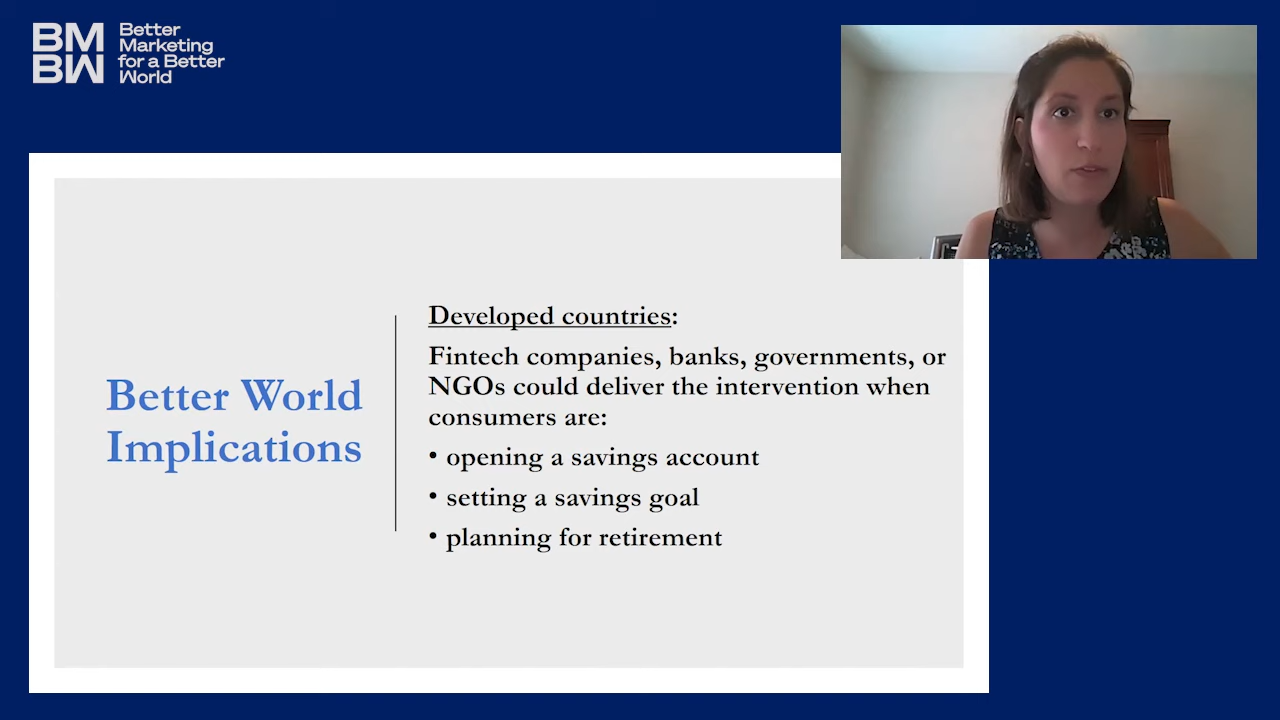 BM
BW
Better
Marketing
for a Better
World
Better World
Implications
Developed countries:
Fintech companies, banks, governments, or
NGOs could deliver the intervention when
consumers are:
• opening a savings account
• setting a savings goal
• planning for retirement